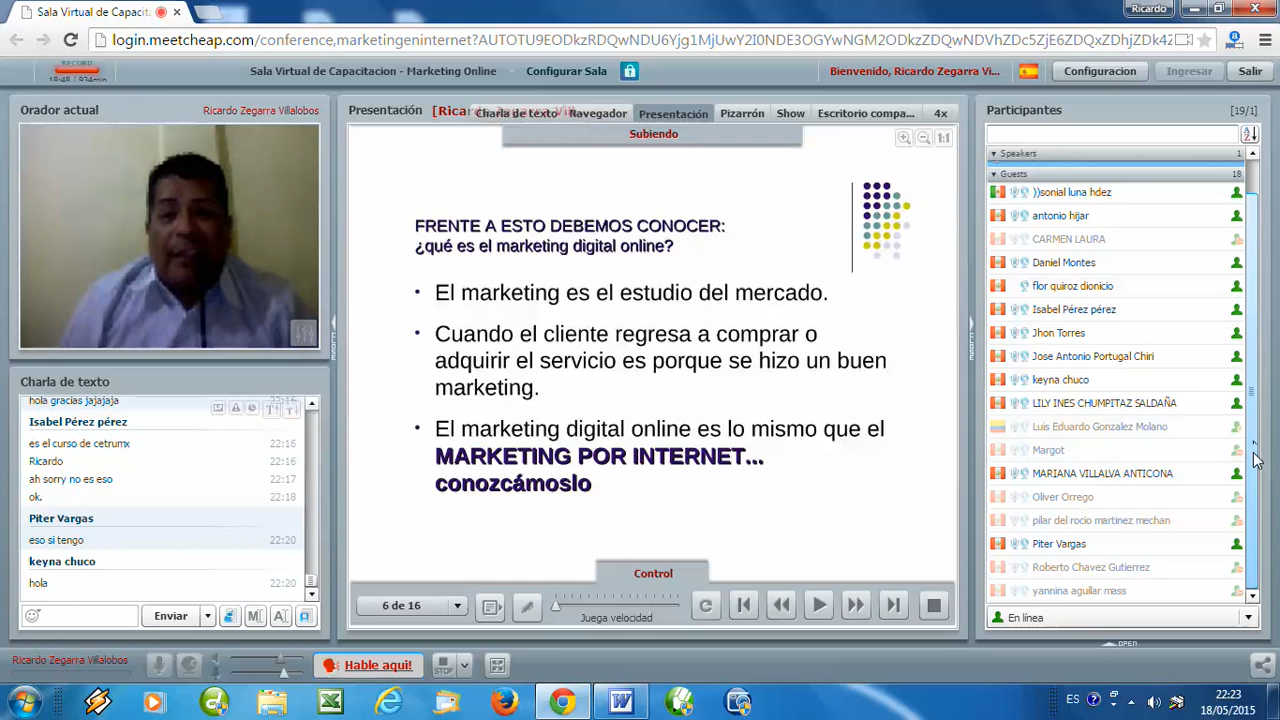 Sala Virtual de Capacita
Ricardo
login.meetcheap.com/conference,marketingeninternet?
RECORD
Sala Virtual de Capacitacion - Marketing Online
Configurar Sala
Bienvenido, Ricardo Zegarra Vi...
Configuracion
Ingresar
Salir
Orador actual
Ricardo Zegarra Villalobos
Presentación
Charla de texto
Navegador
Presentación
Pizarrón
Show
Escritorio compa...
4x
Subiendo
1:1
FRENTE A ESTO DEBEMOS CONOCER:
¿qué es el marketing digital online?
• El marketing es el estudio del mercado.
• Cuando el cliente regresa a comprar o
adquirir el servicio es porque se hizo un buen
marketing.
• El marketing digital online es lo mismo que el
MARKETING POR INTERNET...
conozcámoslo
Control
6 de 16
Juega velocidad
Charla de texto
hola gracias jajajaja
Isabel Pérez pérez
es el curso de cetrumx 22:16
Ricardo 22:16
ah sorry no es eso 22:17
ok. 22:18
Piter Vargas
eso si tengo 22:20
keyna chuco
hola 22:20
Enviar
Participantes
[19/1]
Speakers 1
Guests 18
))sonial luna hdez
antonio hijar
CARMEN LAURA
Daniel Montes
flor quiroz dionicio
Isabel Pérez pérez
Jhon Torres
Jose Antonio Portugal Chiri
keyna chuco
LILY INES CHUMPITAZ SALDAÑA
Luis Eduardo Gonzalez Molano
Margot
MARIANA VILLALVA ANTICONA
Oliver Orrego
pilar del rocio martinez mechan
Piter Vargas
Roberto Chavez Gutierrez
yannina aguilar mass
En línea
OPEN
Ricardo Zegarra Villalobos
Hable aqui!
STOP
ES
22:23
18/05/2015